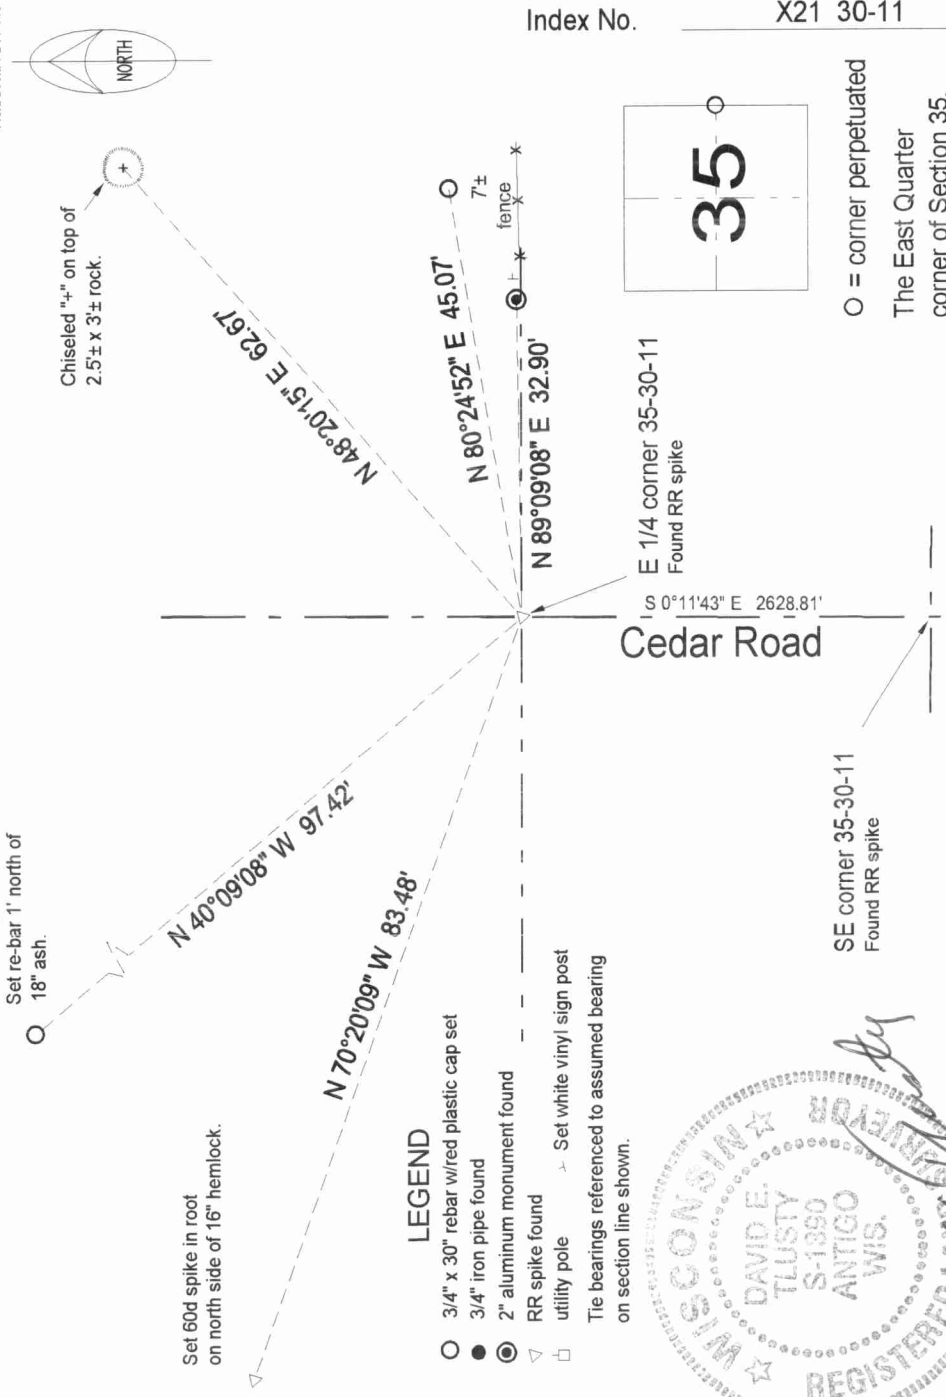 Index No.
X21 30-11
NORTH
Chiseled "+" on top of
2.5'± x 3'± rock.
N 48°20'15" E 62.67'
N 80°24'52" E 45.07'
7'±
fence
N 89°09'08" E 32.90'
35
O = corner perpetuated
The East Quarter
corner of Section 35,
E 1/4 corner 35-30-11
Found RR spike
S 0°11'43" E 2628.81'
Cedar Road
SE corner 35-30-11
Found RR spike
Set re-bar 1' north of
18" ash.
N 40°09'08" W 97.42'
N 70°20'09" W 83.48'
Set 60d spike in root
on north side of 16" hemlock.
LEGEND
3/4" x 30" rebar w/red plastic cap set
3/4" iron pipe found
2" aluminum monument found
RR spike found
utility pole
Set white vinyl sign post
Tie bearings referenced to assumed bearing
on section line shown.
WISCONSIN
DAVID E.
TLUSTY
S-1390
ANTIGO
WIS.
REGISTERED
SURVEYOR